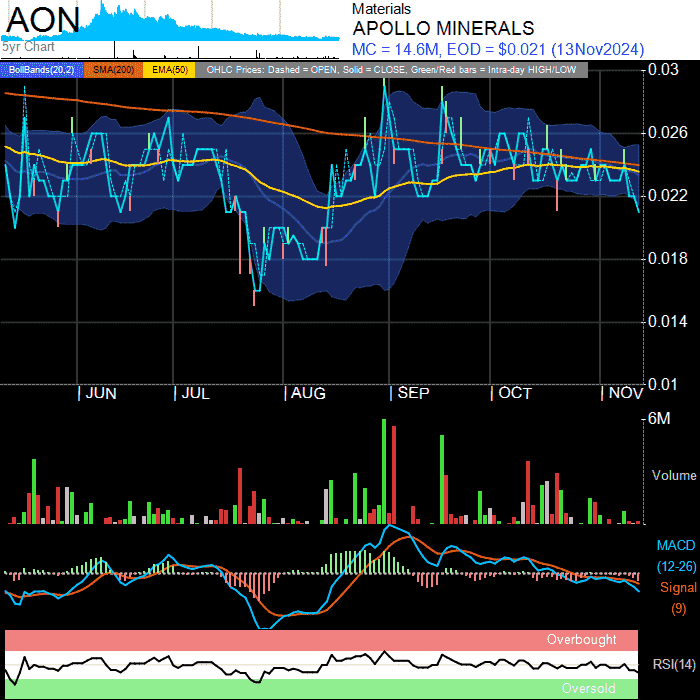 AON
5yr Chart
Materials
APOLLO MINERALS
MC = 14.6M, EOD = $0.021 (13Nov2024)
BollBands(20,2) SMA(200) EMA(50) OHLC Prices: Dashed = OPEN, Solid = CLOSE, Green/Red bars = Intra-day HIGH/LOW
0.03
0.026
0.022
0.018
0.014
0.01
| JUN | JUL | AUG | SEP | OCT | NOV
6M
Volume
MACD
(12-26)
Signal
(9)
Overbought
RSI(14)
Oversold